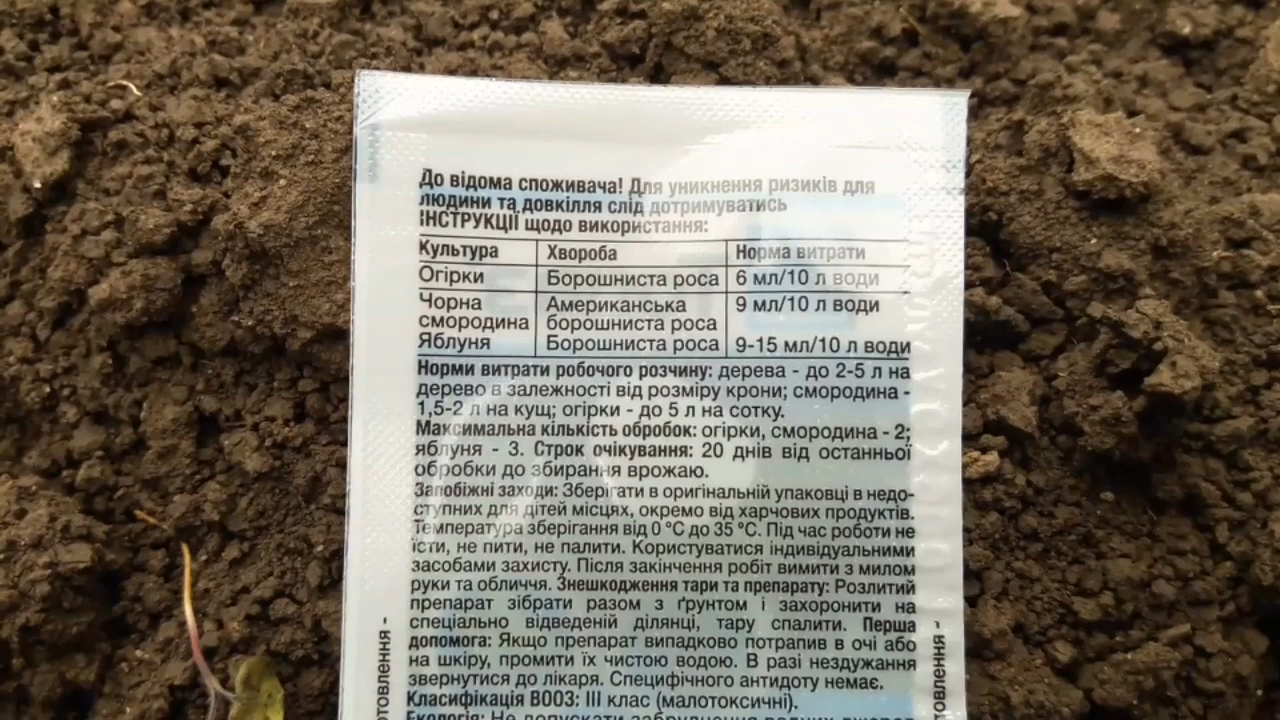 До відома споживача! Для уникнення ризиків для
людини та довкілля слід дотримуватись
ІНСТРУКЦІЇ щодо використання:
Культура Хвороба Норма витрати
Огірки Борошниста роса 6 мл/10 л води
Чорна Американська 9 мл/10 л води
смородина борошниста роса
Яблуня Борошниста роса 9-15 мл/10 л води
Норми витрати робочого розчину: дерева - до 2-5 л на
дерево в залежності від розміру крони; смородина -
1,5-2 л на кущ; огірки - до 5 л на сотку.
Максимальна кількість обробок: огірки, смородина - 2;
яблуня - 3. Строк очікування: 20 днів від останньої
обробки до збирання врожаю.
Запобіжні заходи: Зберігати в оригінальній упаковці в недо-
ступних для дітей місцях, окремо від харчових продуктів.
Температура зберігання від 0 °С до 35 °С. Під час роботи не
їсти, не пити, не палити. Користуватися індивідуальними
засобами захисту. Після закінчення робіт вимити з милом
руки та обличчя. Знешкодження тари та препарату: Розлитий
препарат зібрати разом з ґрунтом і захоронити на
спеціально відведеній ділянці, тару спалити. Перша
допомога: Якщо препарат випадково потрапив в очі або
на шкіру, промити їх чистою водою. В разі нездужання
звернутися до лікаря. Специфічного антидоту немає.
Класифікація ВООЗ: III клас (малотоксичні).
Екологія: Не допускати забруднення водних джерел